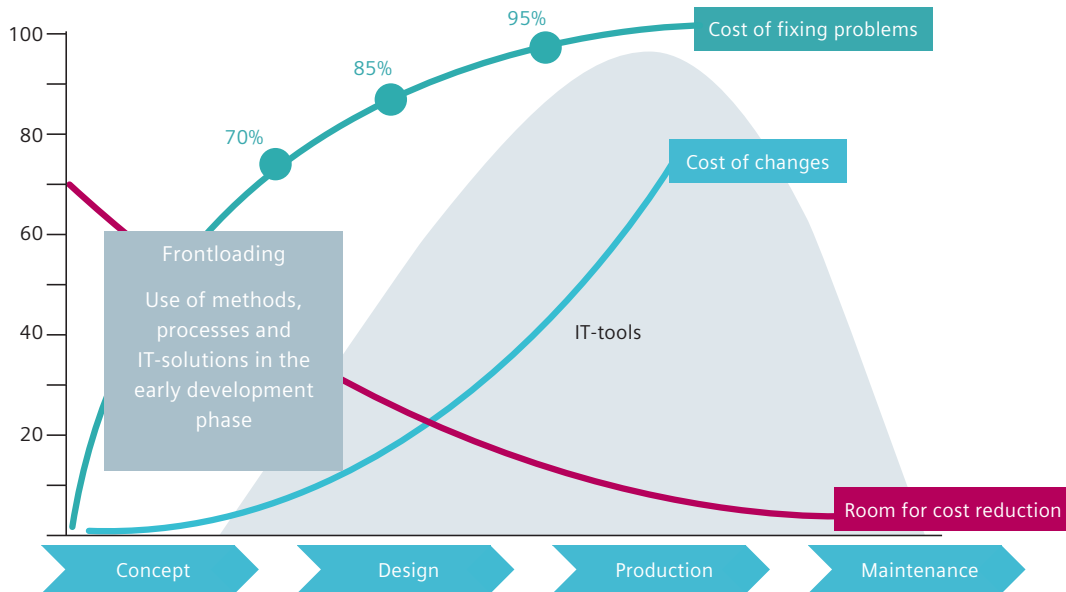 95%
Cost of fixing problems
100
85%
70%
80
Cost of changes
60
Frontloading
Use of methods,
processes and
IT-solutions in the
early development
phase
40
IT-tools
20
Room for cost reduction
Concept
Design
Production
Maintenance